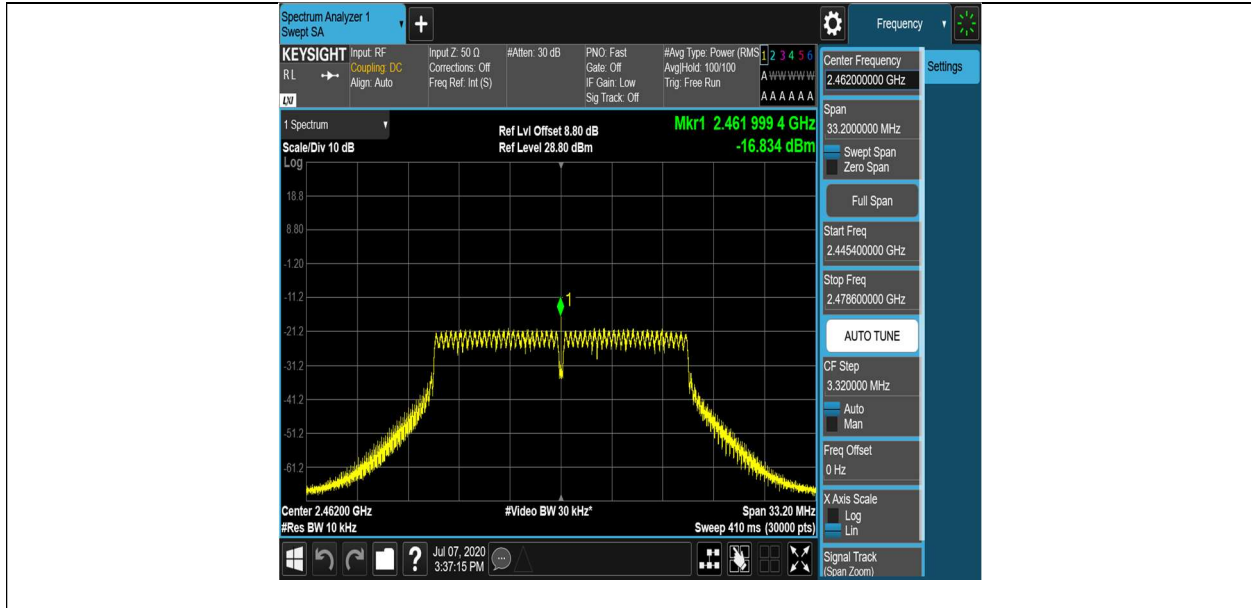 Spectrum Analyzer 1
Swept SA
+
Frequency
KEYSIGHT
RL
LXI
Input: RF
Coupling: DC
Align: Auto
Input Z: 50 Ω
Corrections: Off
Freq Ref: Int (S)
#Atten: 30 dB
PNO: Fast
Gate: Off
IF Gain: Low
Sig Track: Off
#Avg Type: Power (RMS
Avg|Hold: 100/100
Trig: Free Run
1 2 3 4 5 6
A W W W W W
A A A A A A
1 Spectrum
Scale/Div 10 dB
Ref Lvl Offset 8.80 dB
Ref Level 28.80 dBm
Mkr1 2.461 999 4 GHz
-16.834 dBm
Log
18.8
8.80
-1.20
-11.2
-21.2
-31.2
-41.2
-51.2
-61.2
1
Center 2.46200 GHz
#Res BW 10 kHz
#Video BW 30 kHz*
Span 33.20 MHz
Sweep 410 ms (30000 pts)
Jul 07, 2020
3:37:15 PM
?
Center Frequency
2.462000000 GHz
Settings
Span
33.2000000 MHz
Swept Span
Zero Span
Full Span
Start Freq
2.445400000 GHz
Stop Freq
2.478600000 GHz
AUTO TUNE
CF Step
3.320000 MHz
Auto
Man
Freq Offset
0 Hz
X Axis Scale
Log
Lin
Signal Track
(Span Zoom)